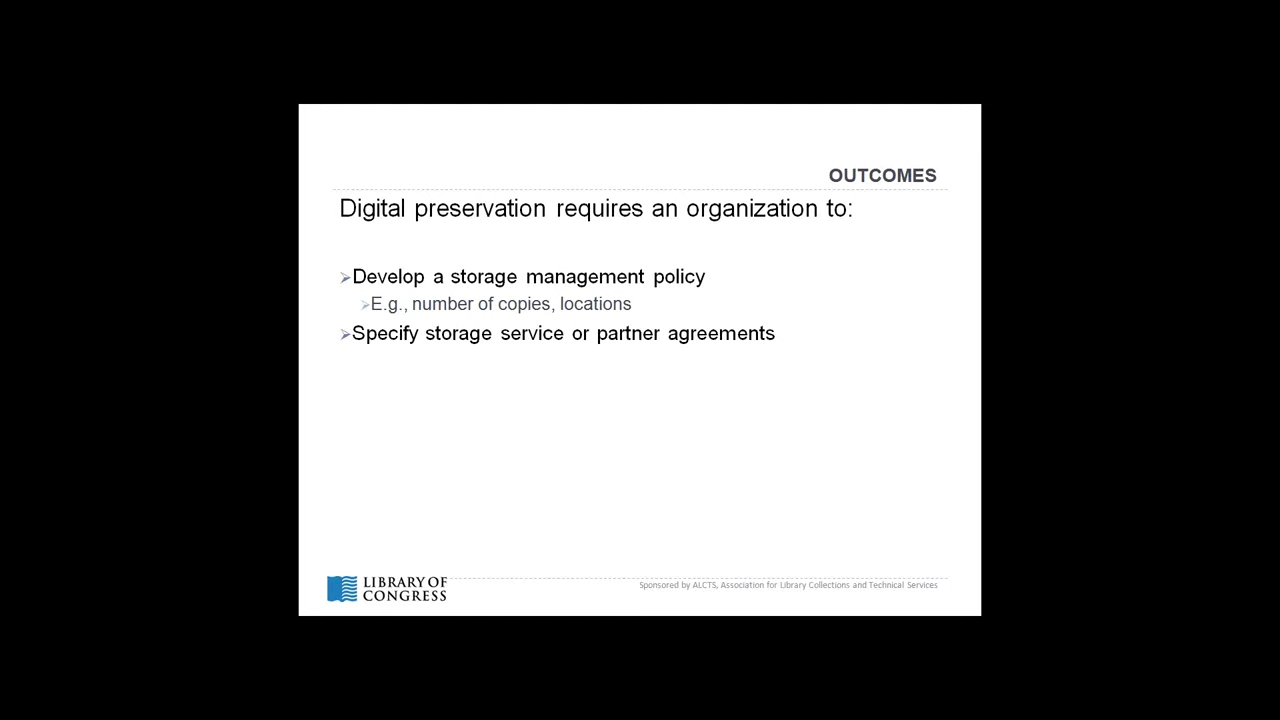 OUTCOMES
Digital preservation requires an organization to:
➢Develop a storage management policy
➢E.g., number of copies, locations
➢Specify storage service or partner agreements
LIBRARY OF
CONGRESS
Sponsored by ALCTS, Association for Library Collections and Technical Services